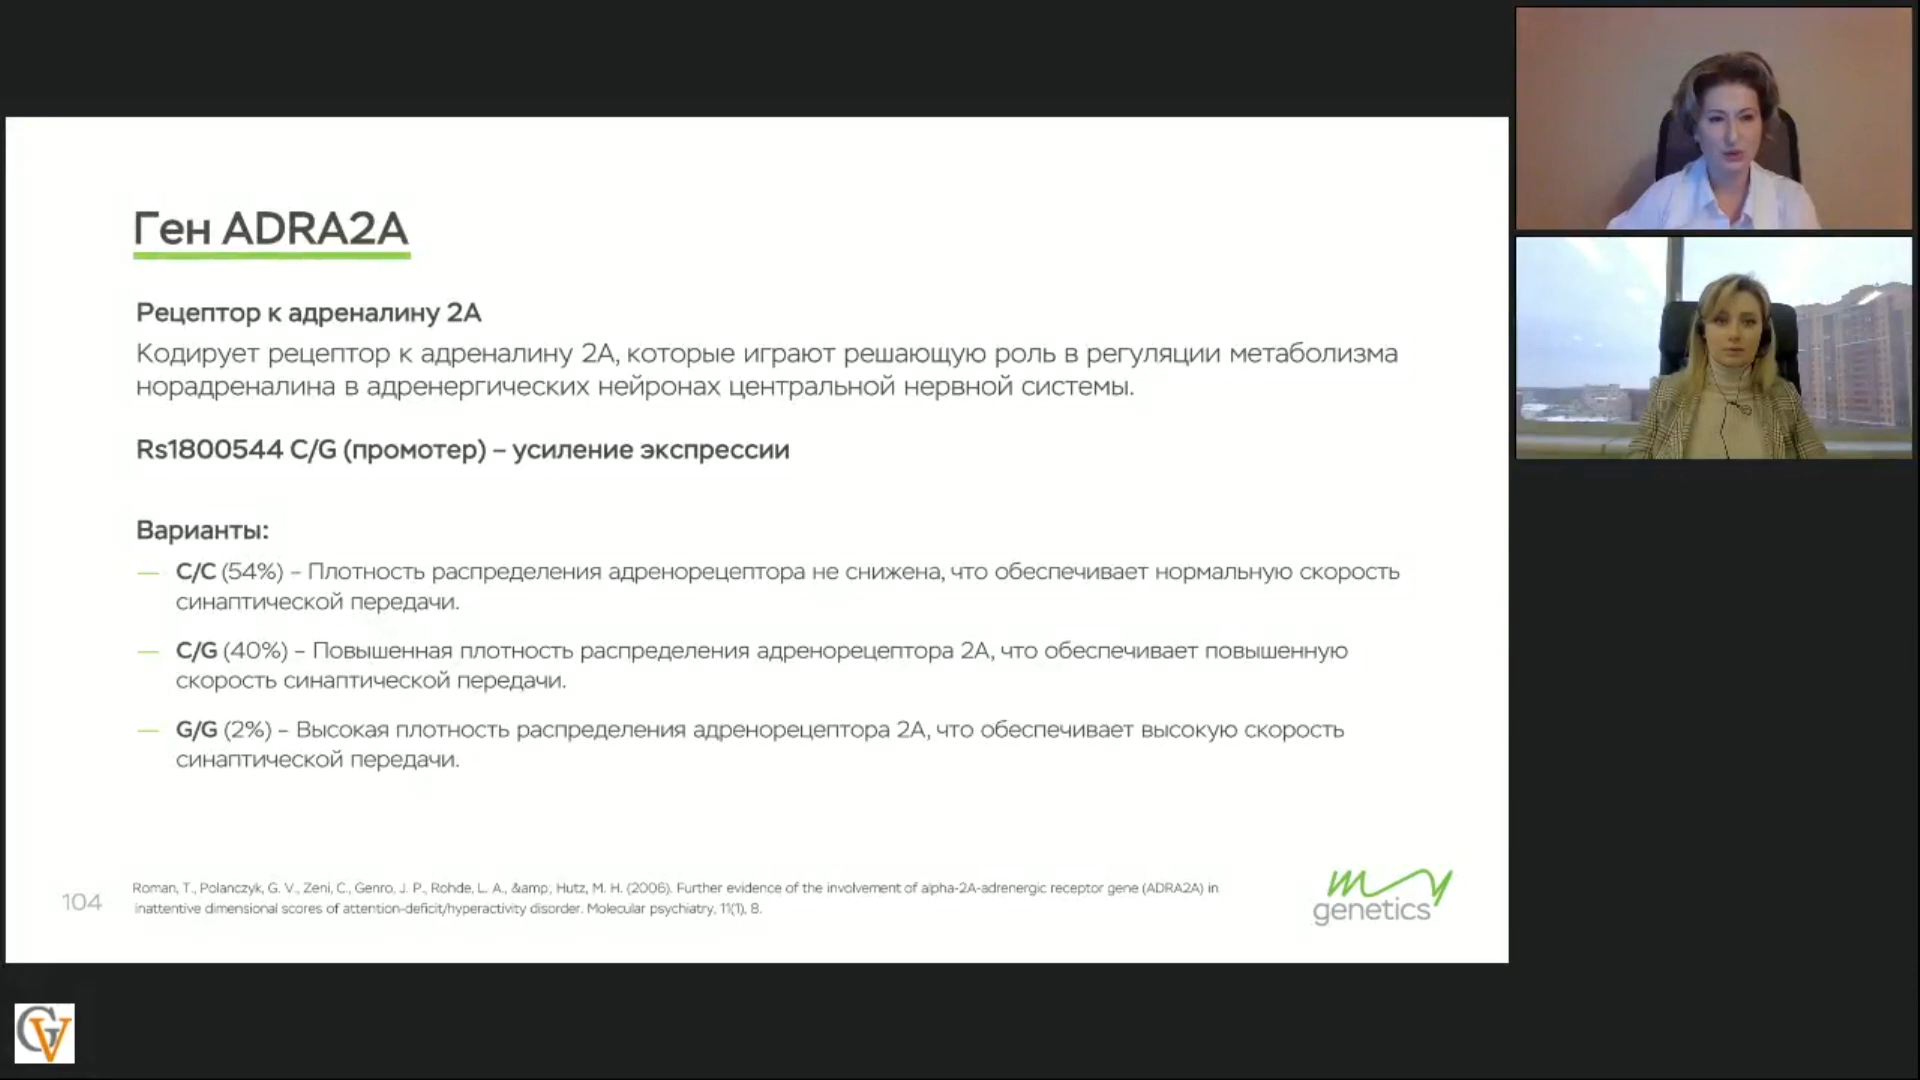 Ген ADRA2A
Рецептор к адреналину 2А
Кодирует рецептор к адреналину 2А, которые играют решающую роль в регуляции метаболизма
норадреналина в адренергических нейронах центральной нервной системы.
Rs1800544 C/G (промотер) – усиление экспрессии
Варианты:
— C/C (54%) – Плотность распределения адренорецептора не снижена, что обеспечивает нормальную скорость
синаптической передачи.
— C/G (40%) – Повышенная плотность распределения адренорецептора 2А, что обеспечивает повышенную
скорость синаптической передачи.
— G/G (2%) – Высокая плотность распределения адренорецептора 2А, что обеспечивает высокую скорость
синаптической передачи.
104
Roman, T., Polanczyk, G. V., Zeni, C., Genro, J. P., Rohde, L. A., &amp; Hutz, M. H. (2006). Further evidence of the involvement of alpha-2A-adrenergic receptor gene (ADRA2A) in
inattentive dimensional scores of attention-deficit/hyperactivity disorder. Molecular psychiatry, 11(1), 8.
my
genetics
GV